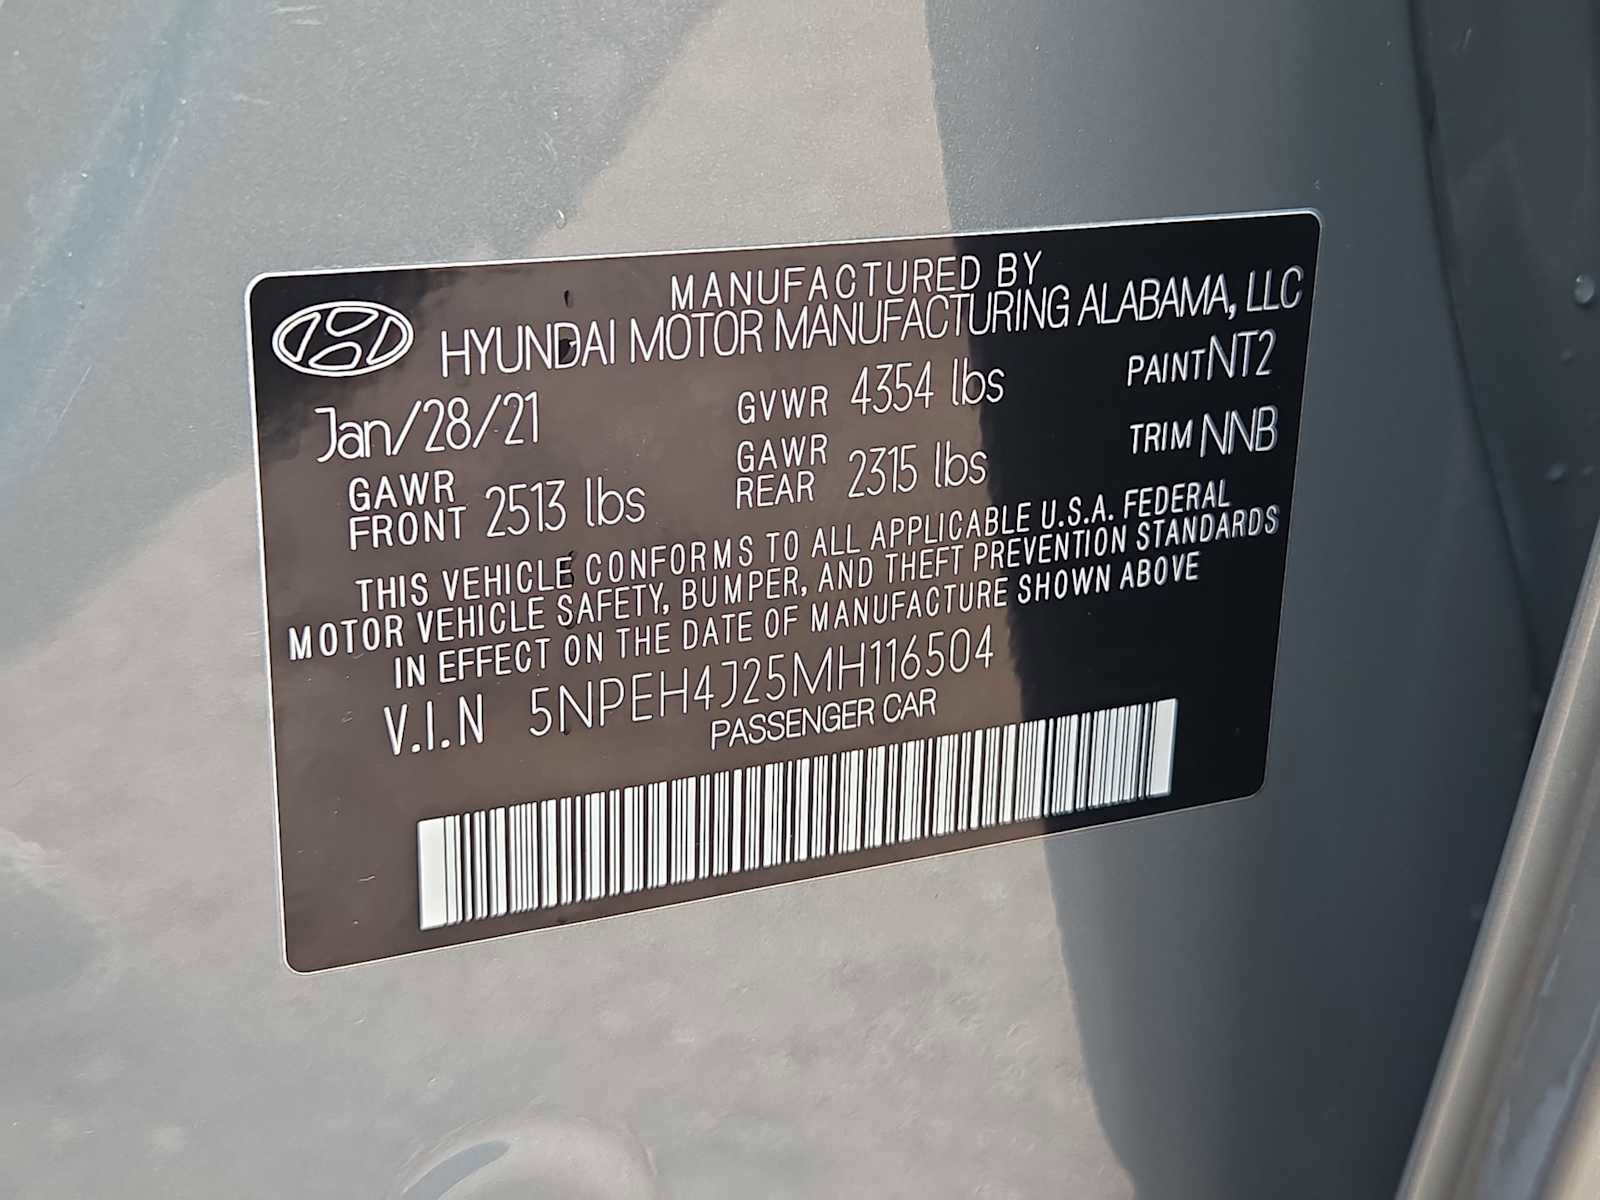 MANUFACTURED BY
HYUNDAI MOTOR MANUFACTURING ALABAMA, LLC
Jan/28/21 GVWR 4354 lbs PAINT NT2
GAWR FRONT 2513 lbs GAWR REAR 2315 lbs TRIM NNB
THIS VEHICLE CONFORMS TO ALL APPLICABLE U.S.A. FEDERAL
MOTOR VEHICLE SAFETY, BUMPER, AND THEFT PREVENTION STANDARDS
IN EFFECT ON THE DATE OF MANUFACTURE SHOWN ABOVE
V.I.N 5NPEH4J25MH116504
PASSENGER CAR